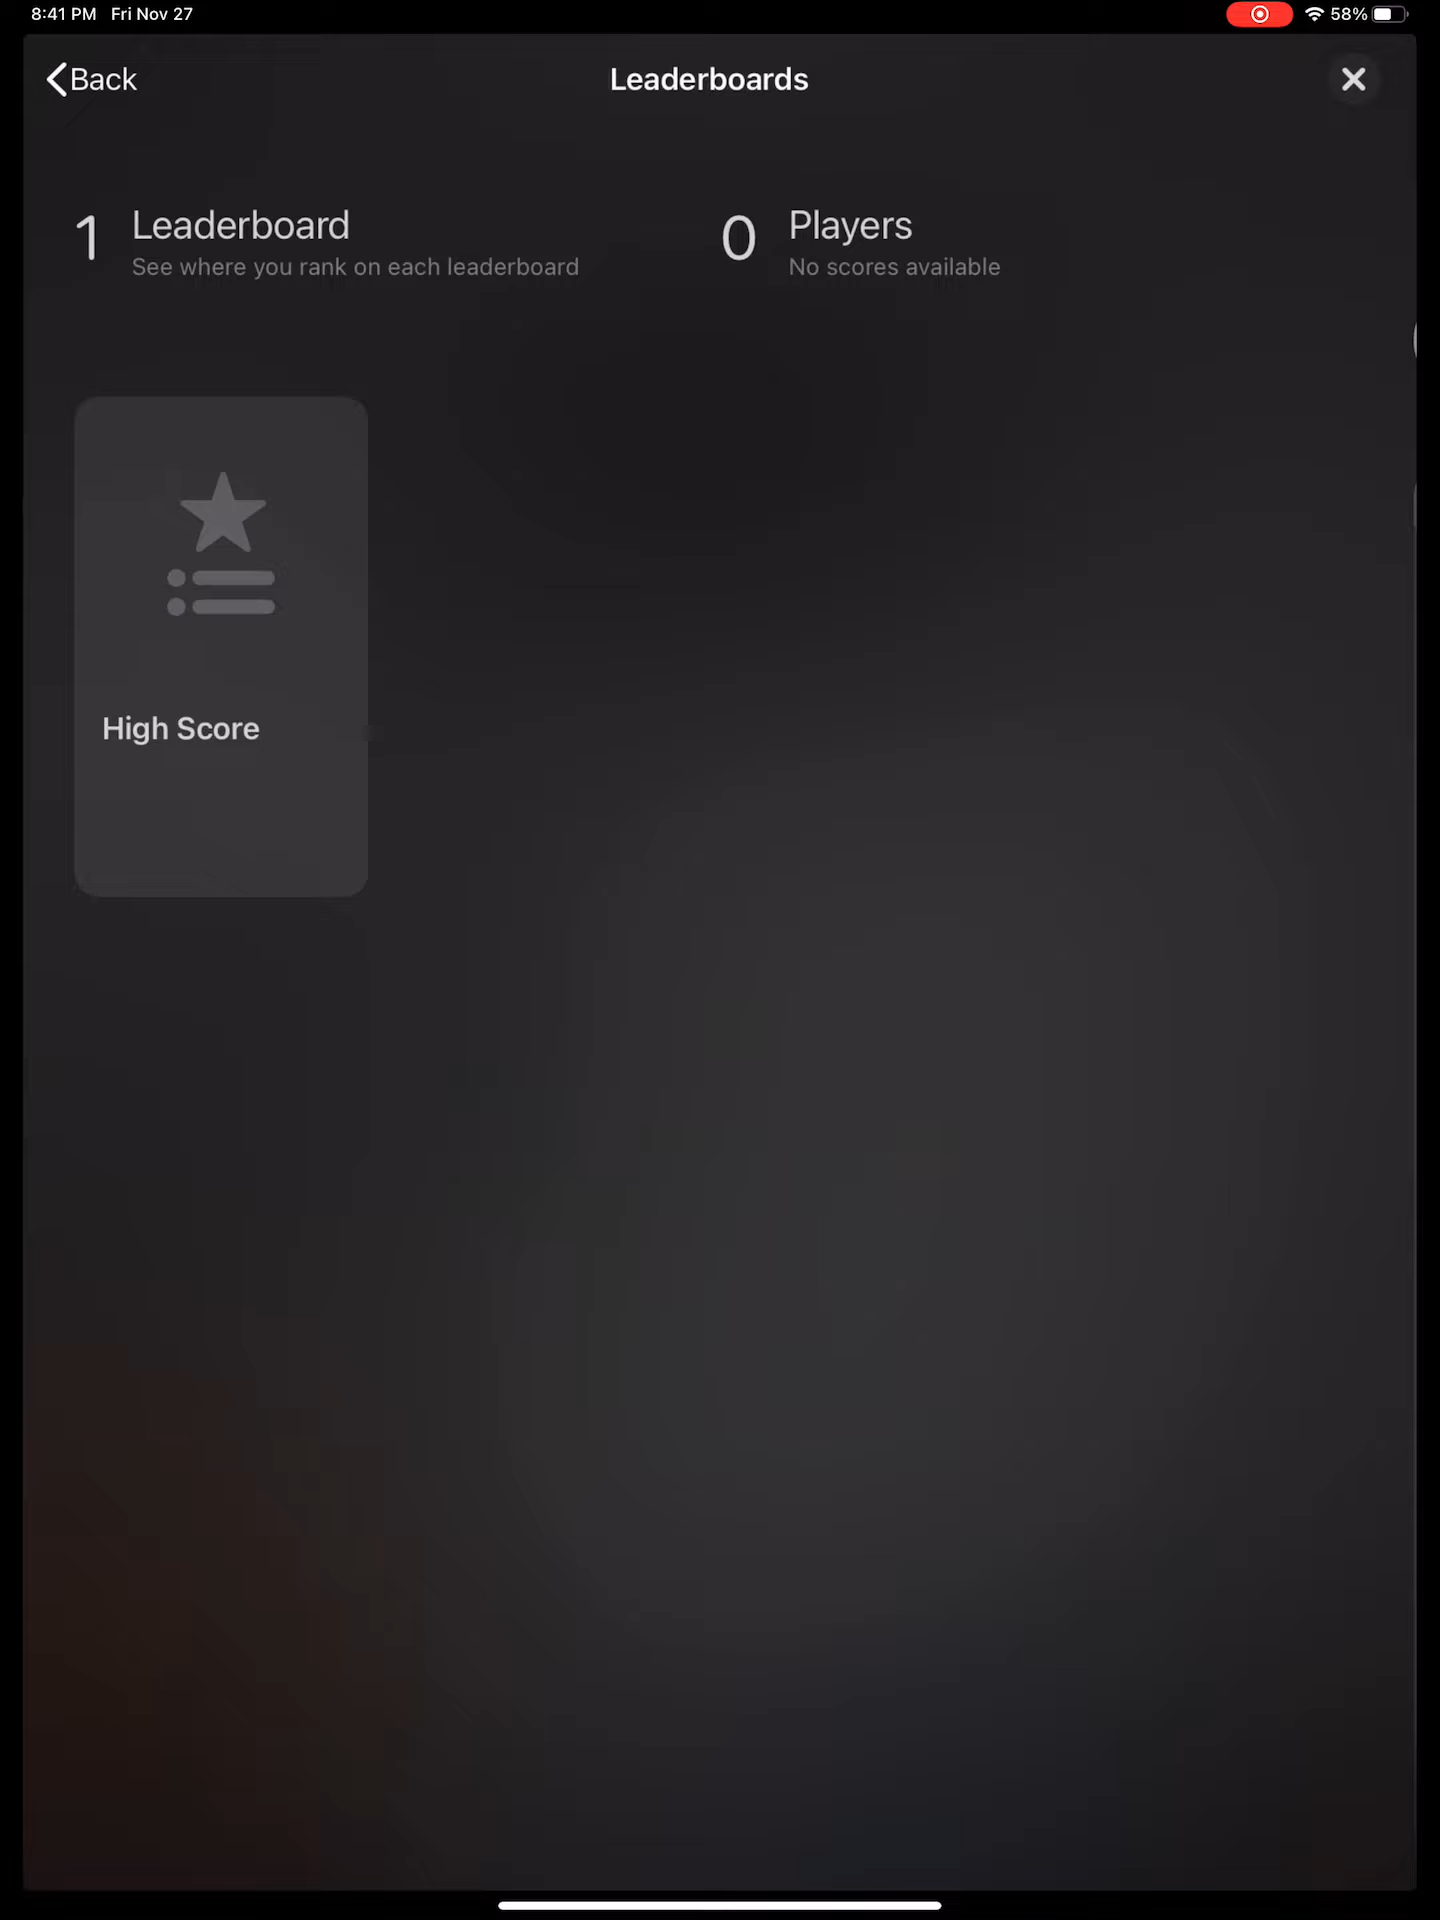 8:41 PM Fri Nov 27 58%
Back Leaderboards
1 Leaderboard
See where you rank on each leaderboard
0 Players
No scores available
High Score